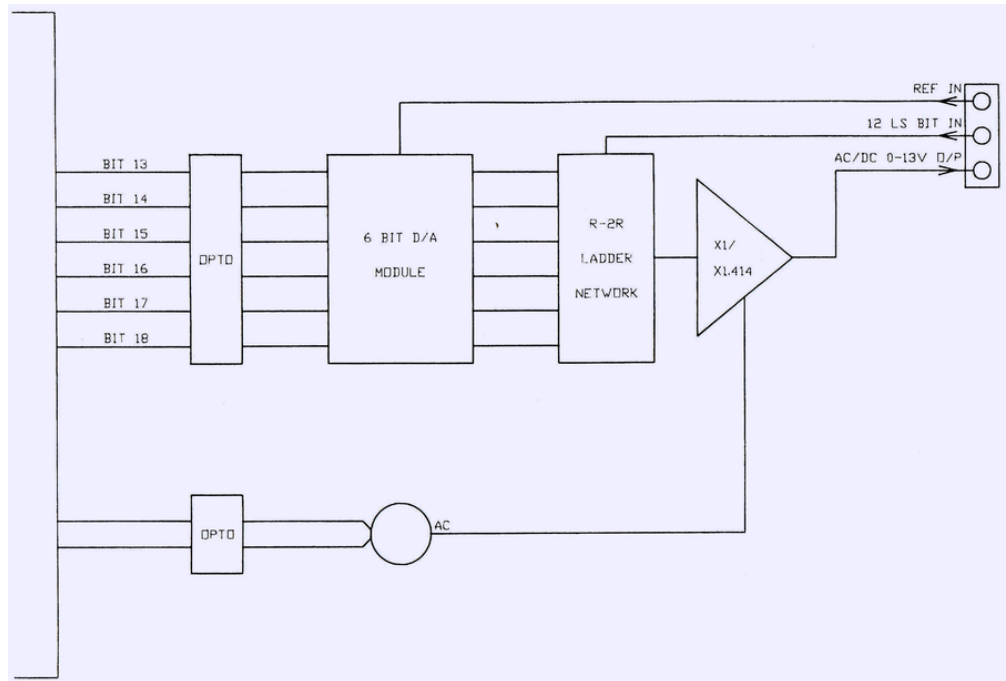 REF IN
12 LS BIT IN
AC/DC 0-13V O/P
BIT 13
BIT 14
BIT 15
BIT 16
BIT 17
BIT 18
OPTO
6 BIT D/A
MODULE
R-2R
LADDER
NETWORK
X1/
X1.414
OPTO
AC